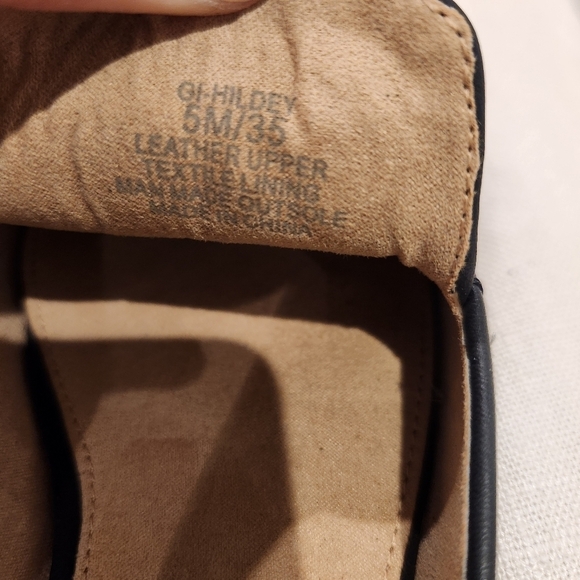 GI-HILDEY
5M/35
LEATHER UPPER
TEXTILE LINING
MAN MADE OUTSOLE
MADE IN CHINA